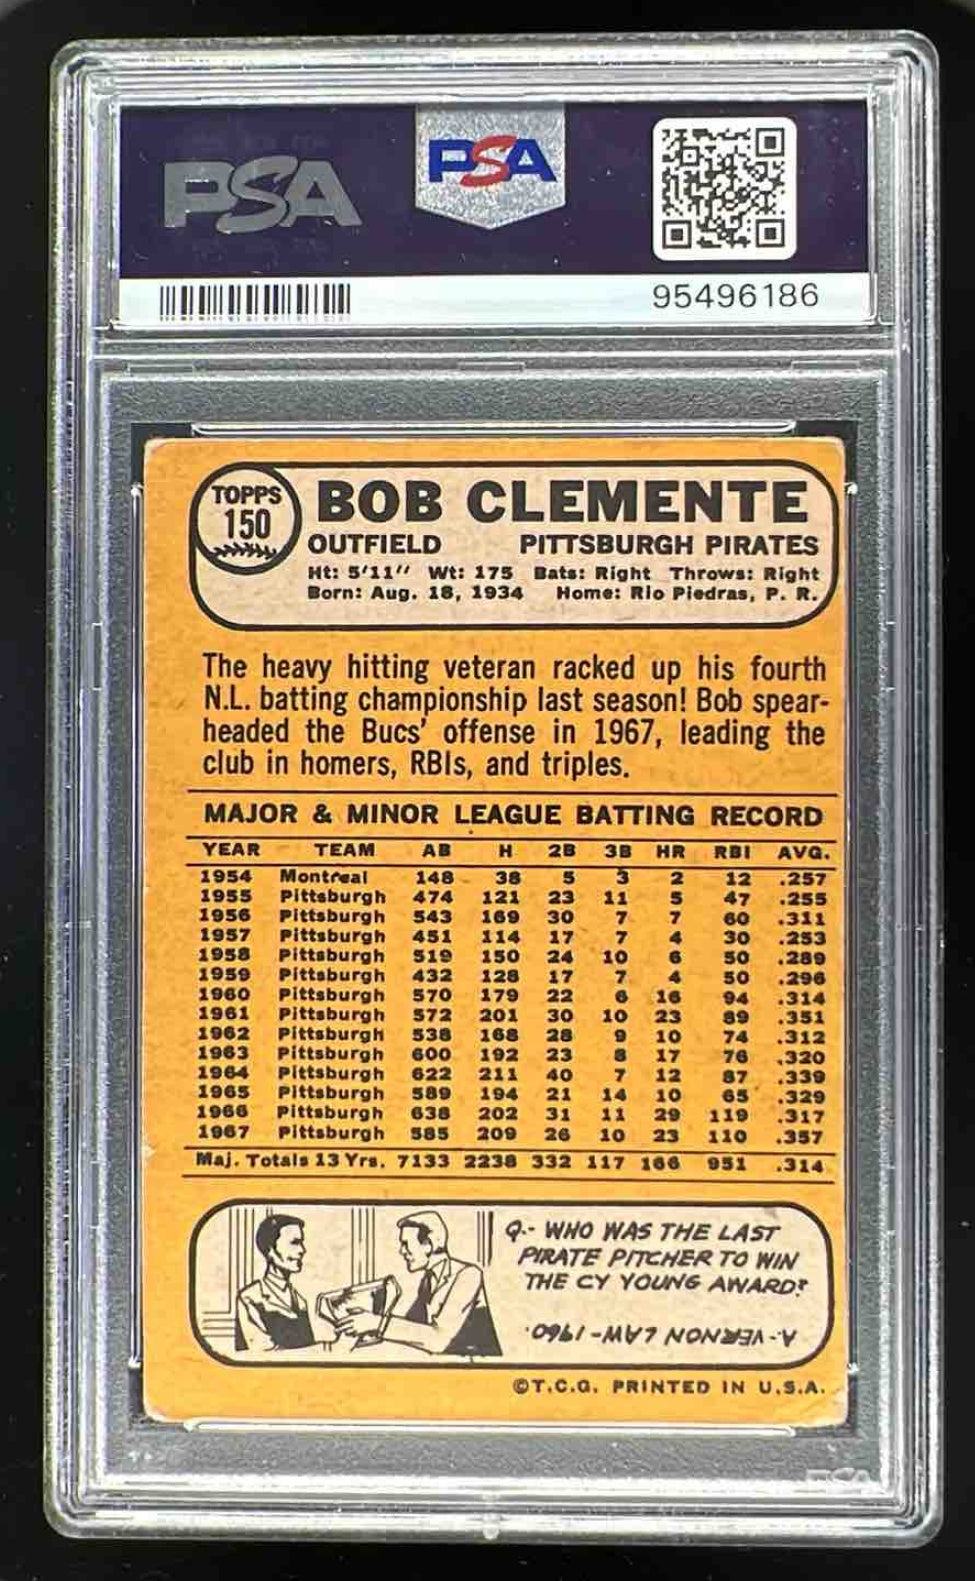 PSA
PSA
95496186
TOPPS
150
BOB CLEMENTE
OUTFIELD PITTSBURGH PIRATES
Ht: 5'11" Wt: 175 Bats: Right Throws: Right
Born: Aug. 18, 1934 Home: Rio Piedras, P. R.
The heavy hitting veteran racked up his fourth
N.L. batting championship last season! Bob spear-
headed the Bucs' offense in 1967, leading the
club in homers, RBIs, and triples.
MAJOR & MINOR LEAGUE BATTING RECORD
YEAR TEAM AB H 2B 3B HR RBI AVG.
1954 Montreal 148 38 5 3 2 12 .257
1955 Pittsburgh 474 121 23 11 5 47 .255
1956 Pittsburgh 543 169 30 7 7 60 .311
1957 Pittsburgh 451 114 17 7 4 30 .253
1958 Pittsburgh 519 150 24 10 6 50 .289
1959 Pittsburgh 432 128 17 7 4 50 .296
1960 Pittsburgh 570 179 22 6 16 94 .314
1961 Pittsburgh 572 201 30 10 23 89 .351
1962 Pittsburgh 538 168 28 9 10 74 .312
1963 Pittsburgh 600 192 23 8 17 76 .320
1964 Pittsburgh 622 211 40 7 12 87 .339
1965 Pittsburgh 589 194 21 14 10 65 .329
1966 Pittsburgh 638 202 31 11 29 119 .317
1967 Pittsburgh 585 209 26 10 23 110 .357
Maj. Totals 13 Yrs. 7133 2238 332 117 166 951 .314
Q.- WHO WAS THE LAST
PIRATE PITCHER TO WIN
THE CY YOUNG AWARD?
A.- VERNON LAW - 1960.
©T.C.G. PRINTED IN U.S.A.
PSA